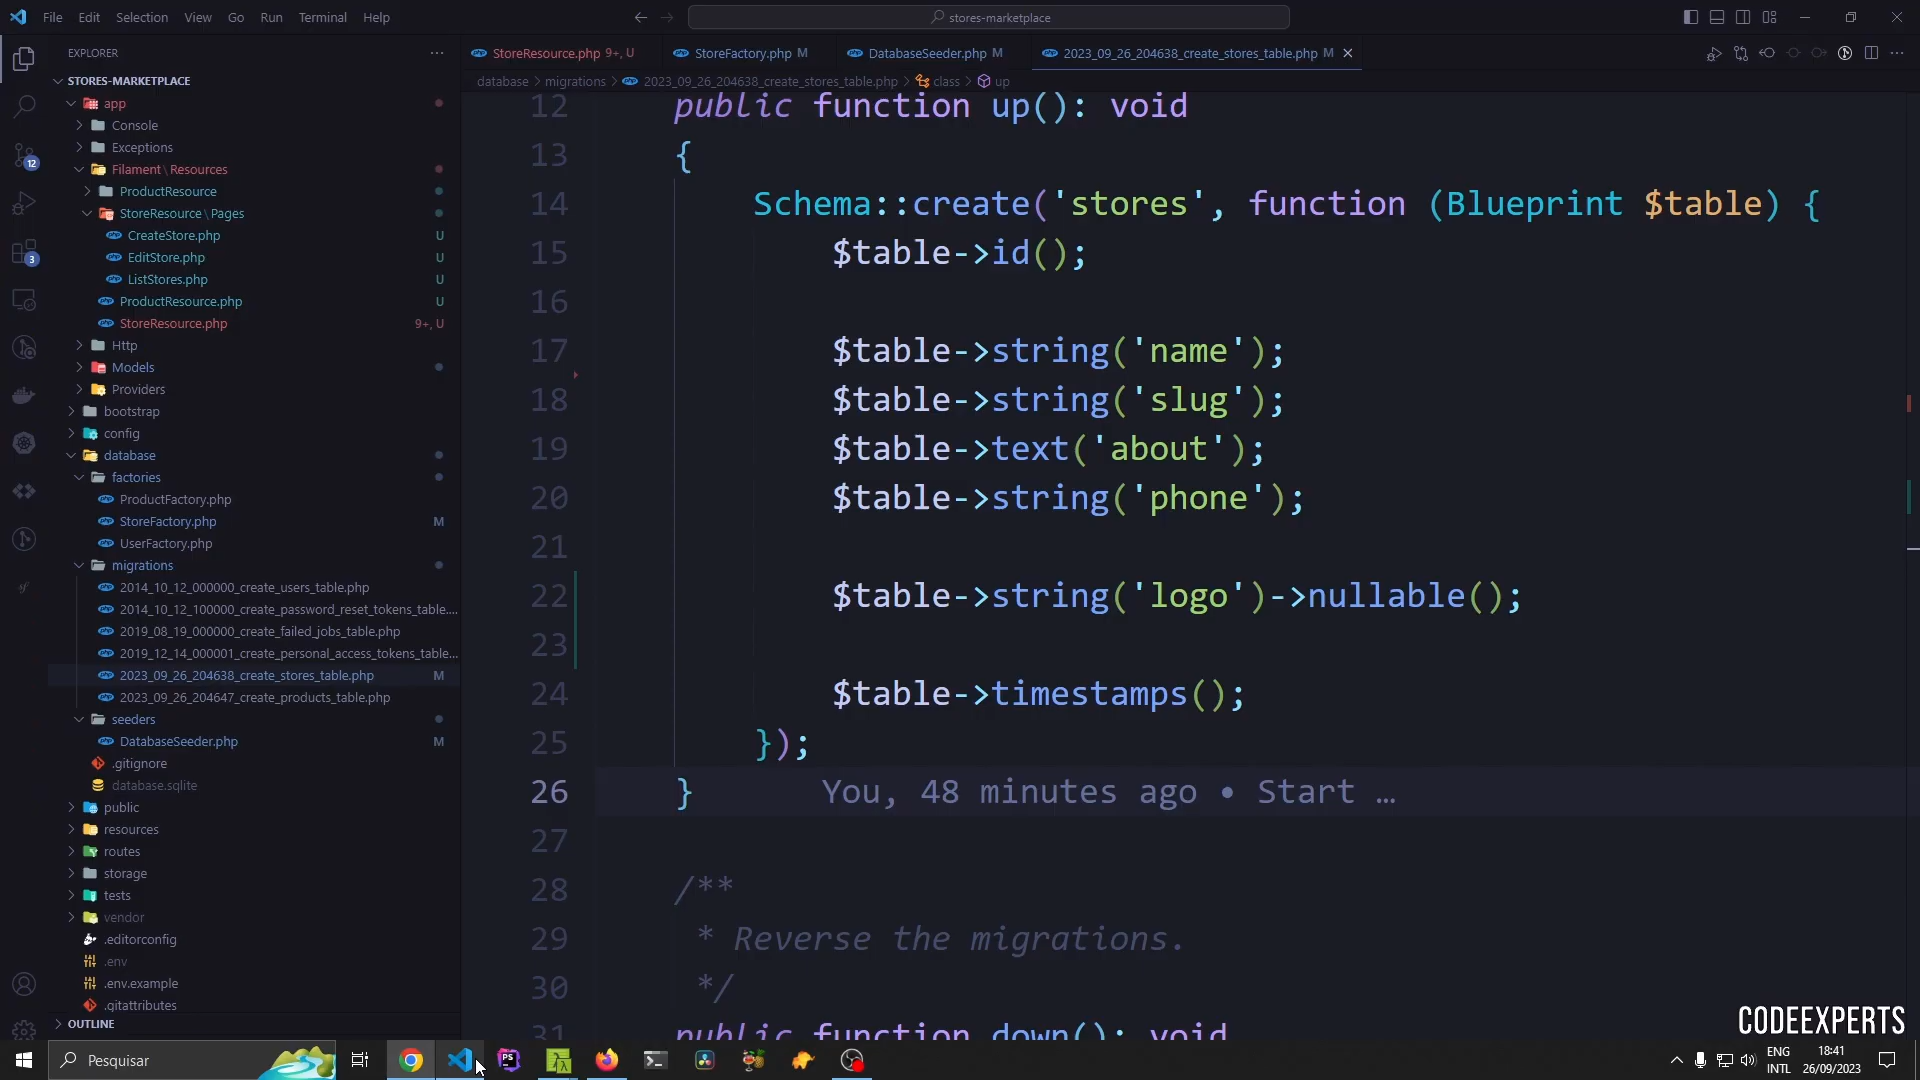 File Edit Selection View Go Run Terminal Help
stores-marketplace
EXPLORER
StoreResource.php 9+, U
StoreFactory.php M
DatabaseSeeder.php M
2023_09_26_204638_create_stores_table.php M
STORES-MARKETPLACE
database > migrations > 2023_09_26_204638_create_stores_table.php > class > up
app
Console
Exceptions
Filament\Resources
ProductResource
StoreResource\Pages
CreateStore.php U
EditStore.php U
ListStores.php U
ProductResource.php U
StoreResource.php 9+, U
Http
Models
Providers
bootstrap
config
database
factories
ProductFactory.php
StoreFactory.php M
UserFactory.php
migrations
2014_10_12_000000_create_users_table.php
2014_10_12_100000_create_password_reset_tokens_table....
2019_08_19_000000_create_failed_jobs_table.php
2019_12_14_000001_create_personal_access_tokens_table...
2023_09_26_204638_create_stores_table.php M
2023_09_26_204647_create_products_table.php
seeders
DatabaseSeeder.php M
.gitignore
database.sqlite
public
resources
routes
storage
tests
vendor
.editorconfig
.env
.env.example
.gitattributes
OUTLINE
12
3
12 public function up(): void
13 {
14 Schema::create('stores', function (Blueprint $table) {
15 $table->id();
16
17 $table->string('name');
18 $table->string('slug');
19 $table->text('about');
20 $table->string('phone');
21
22 $table->string('logo')->nullable();
23
24 $table->timestamps();
25 });
26 } You, 48 minutes ago • Start …
27
28 /**
29 * Reverse the migrations.
30 */
31 public function down(): void
CODEEXPERTS
Pesquisar
PS
ENG
INTL
18:41
26/09/2023